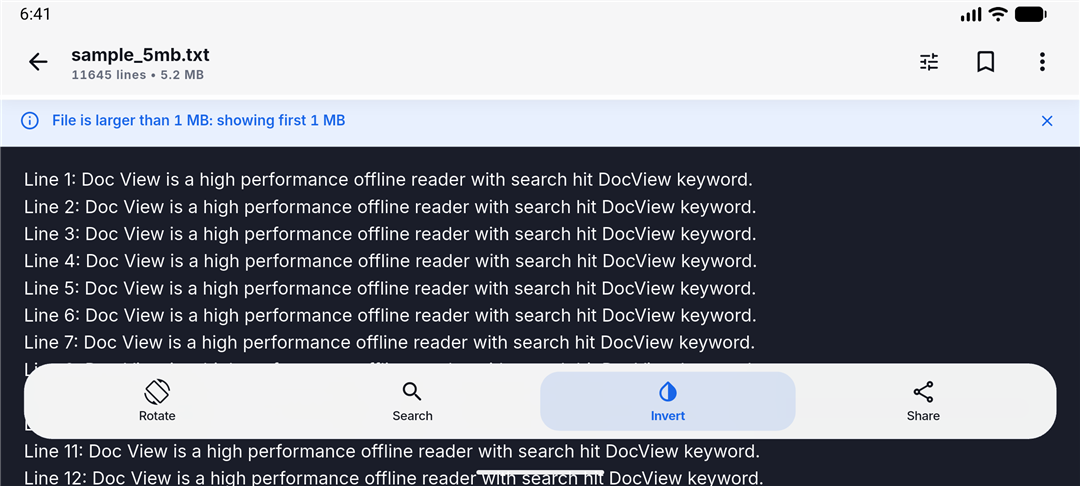 6:41
sample_5mb.txt
11645 lines • 5.2 MB
File is larger than 1 MB: showing first 1 MB
Line 1: Doc View is a high performance offline reader with search hit DocView keyword.
Line 2: Doc View is a high performance offline reader with search hit DocView keyword.
Line 3: Doc View is a high performance offline reader with search hit DocView keyword.
Line 4: Doc View is a high performance offline reader with search hit DocView keyword.
Line 5: Doc View is a high performance offline reader with search hit DocView keyword.
Line 6: Doc View is a high performance offline reader with search hit DocView keyword.
Line 7: Doc View is a high performance offline reader with search hit DocView keyword.
Rotate
Search
Invert
Share
Line 11: Doc View is a high performance offline reader with search hit DocView keyword.
Line 12: Doc View is a high performance offline reader with search hit DocView keyword.